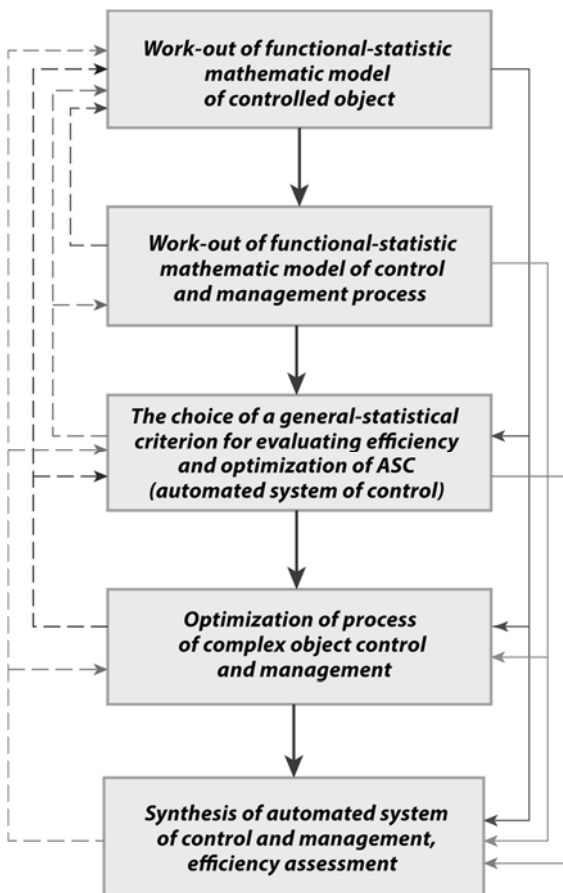 Work-out of functional-statistic
mathematic model
of controlled object
Work-out of functional-statistic
mathematic model of control
and management process
The choice of a general-statistical
criterion for evaluating efficiency
and optimization of ASC
(automated system of control)
Optimization of process
of complex object control
and management
Synthesis of automated system
of control and management,
efficiency assessment